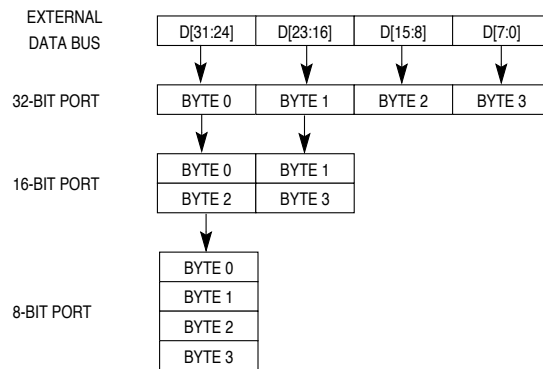 EXTERNAL
DATA BUS
D[31:24] D[23:16] D[15:8] D[7:0]
32-BIT PORT BYTE 0 BYTE 1 BYTE 2 BYTE 3
16-BIT PORT
BYTE 0 BYTE 1
BYTE 2 BYTE 3
8-BIT PORT
BYTE 0
BYTE 1
BYTE 2
BYTE 3